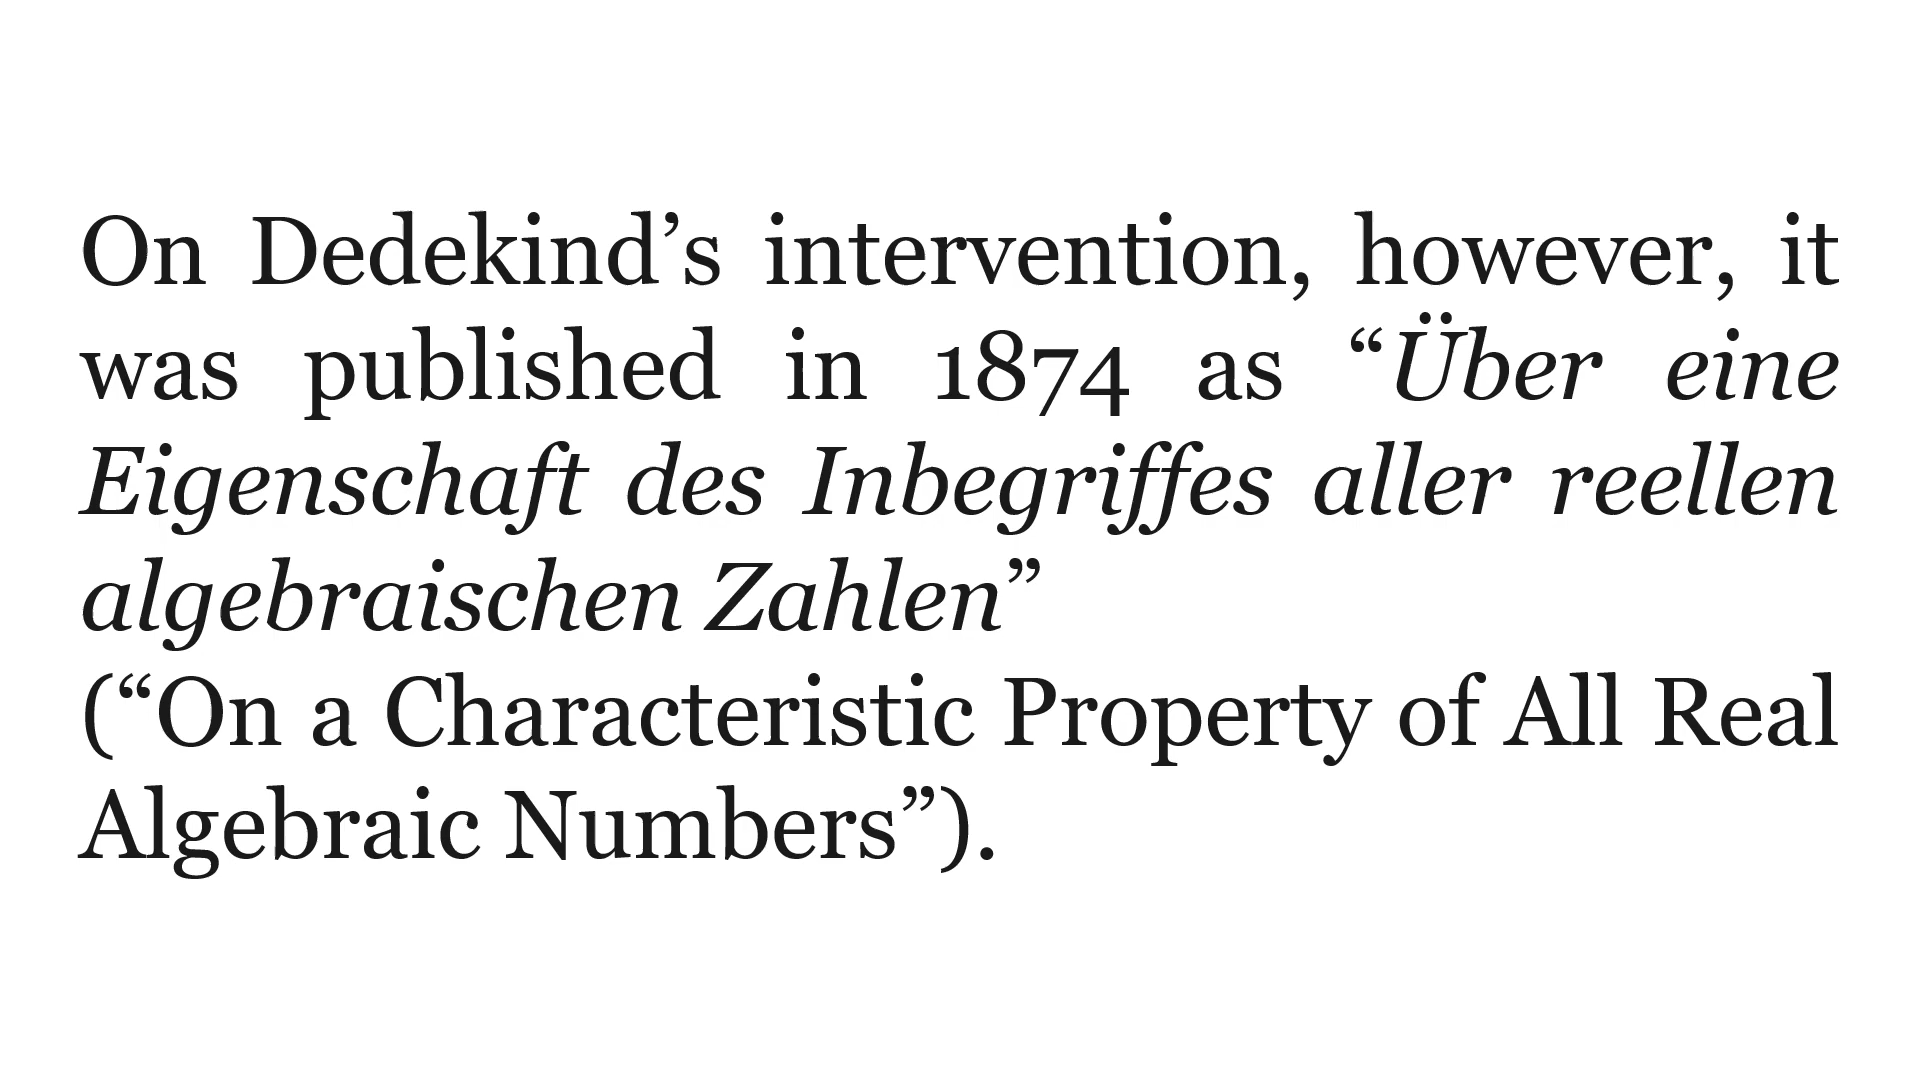 On Dedekind’s intervention, however, it
was published in 1874 as “Über eine
Eigenschaft des Inbegriffes aller reellen
algebraischen Zahlen”
(“On a Characteristic Property of All Real
Algebraic Numbers”).